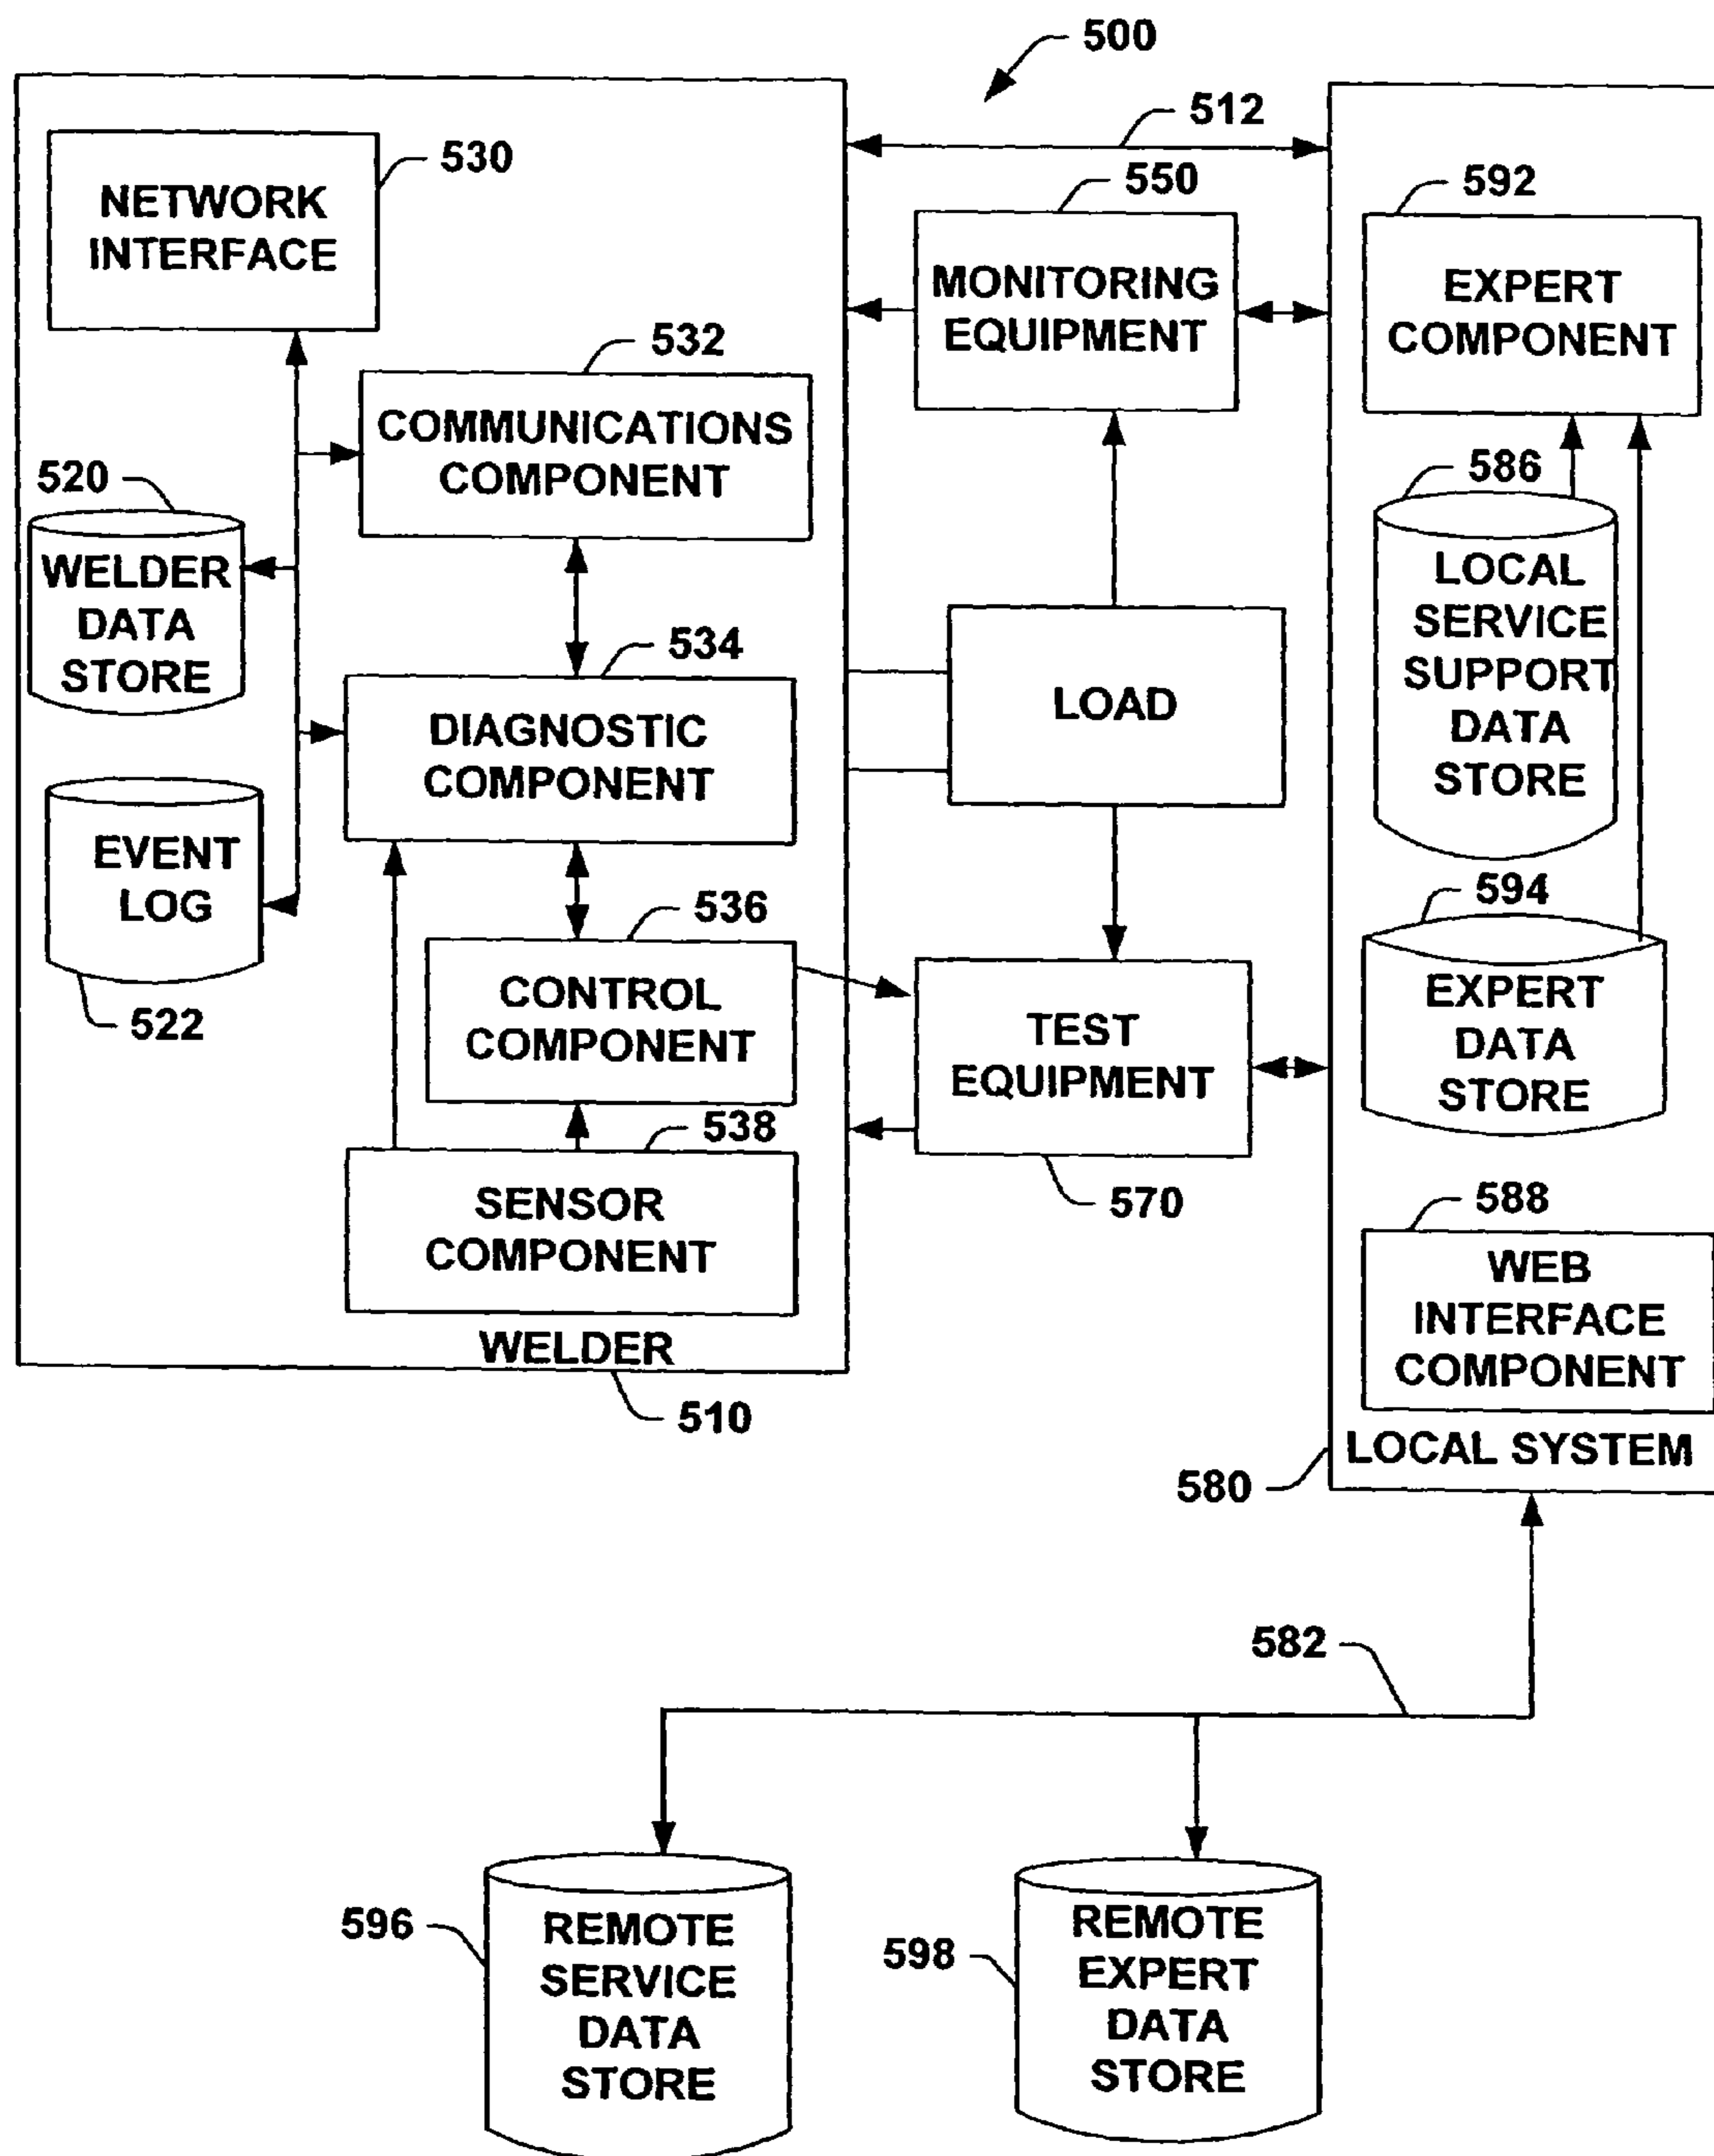 500
512
530
NETWORK
INTERFACE
550
MONITORING
EQUIPMENT
592
EXPERT
COMPONENT
532
COMMUNICATIONS
COMPONENT
520
WELDER
DATA
STORE
586
LOCAL
SERVICE
SUPPORT
DATA
STORE
534
DIAGNOSTIC
COMPONENT
LOAD
EVENT
LOG
522
536
CONTROL
COMPONENT
594
EXPERT
DATA
STORE
TEST
EQUIPMENT
570
538
SENSOR
COMPONENT
588
WEB
INTERFACE
COMPONENT
WELDER
510
LOCAL SYSTEM
580
582
596
REMOTE
SERVICE
DATA
STORE
598
REMOTE
EXPERT
DATA
STORE